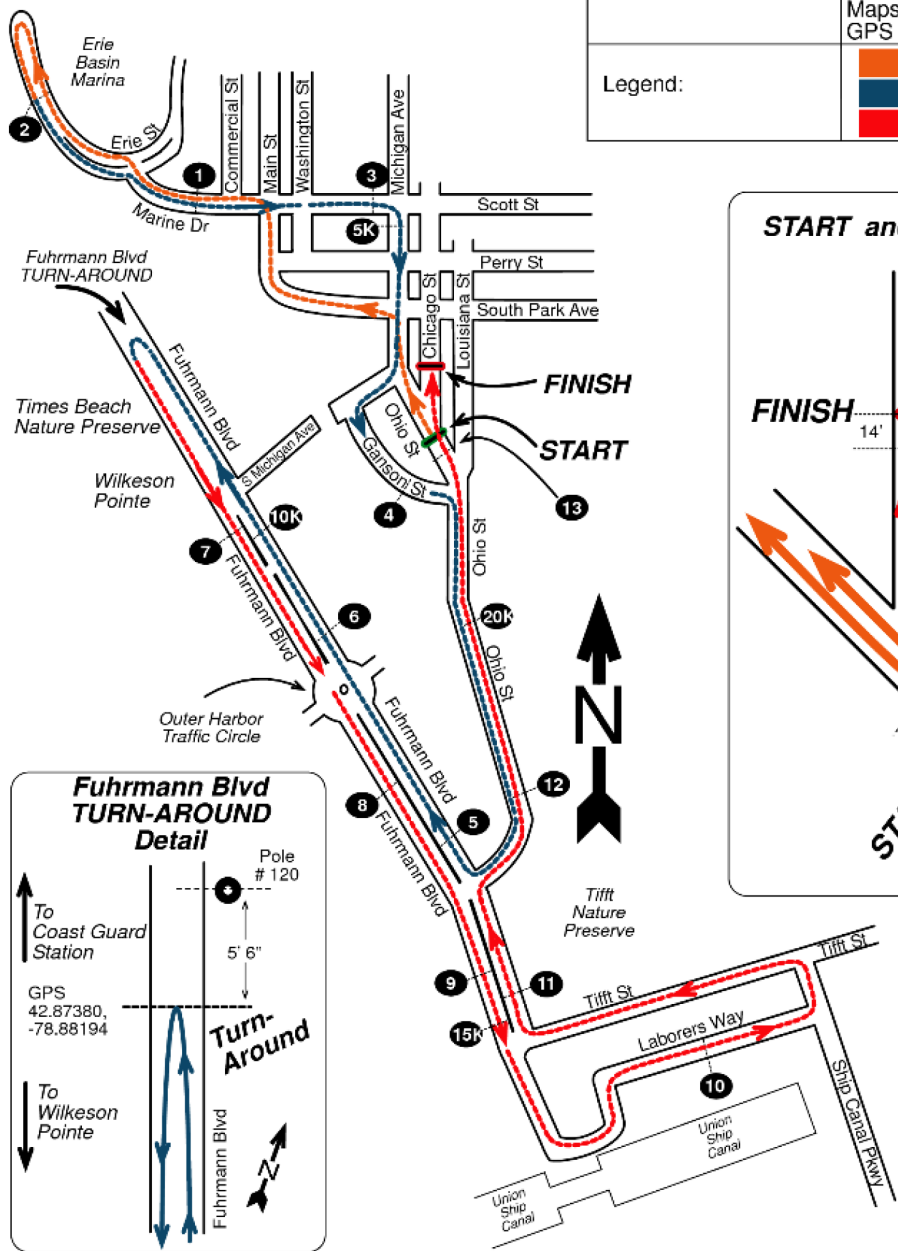 Maps
GPS
Legend:
Erie
Basin
Marina
2
Erie St
1
Commercial St
Main St
Washington St
Michigan Ave
3
Scott St
Marine Dr
5K
Perry St
Fuhrmann Blvd
TURN-AROUND
Chicago St
Louisiana St
South Park Ave
Fuhrmann Blvd
FINISH
Times Beach
Nature Preserve
Ohio St
START
Wilkeson
Pointe
S Michigan Ave
Ganson St
4
13
10K
7
Ohio St
Fuhrmann Blvd
6
20K
Ohio St
N
Outer Harbor
Traffic Circle
Fuhrmann Blvd
12
8
5
Fuhrmann Blvd
Tifft
Nature
Preserve
9
11
15K
Tifft St
Tifft St
Laborers Way
10
Ship Canal Pkwy
Union
Ship
Canal
Union
Ship
Canal
Fuhrmann Blvd
TURN-AROUND
Detail
Pole
# 120
To
Coast Guard
Station
5' 6"
GPS
42.87380,
-78.88194
Turn-
Around
To
Wilkeson
Pointe
Fuhrmann Blvd
N
START and
FINISH
14'
STA